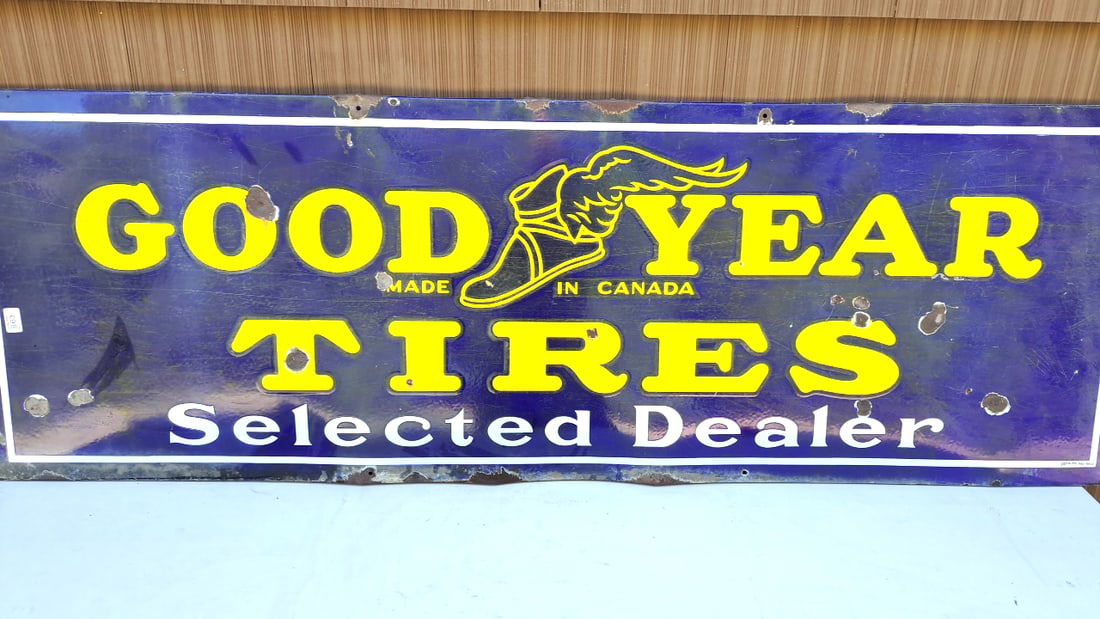 GOOD YEAR
MADE IN CANADA
TIRES
Selected Dealer